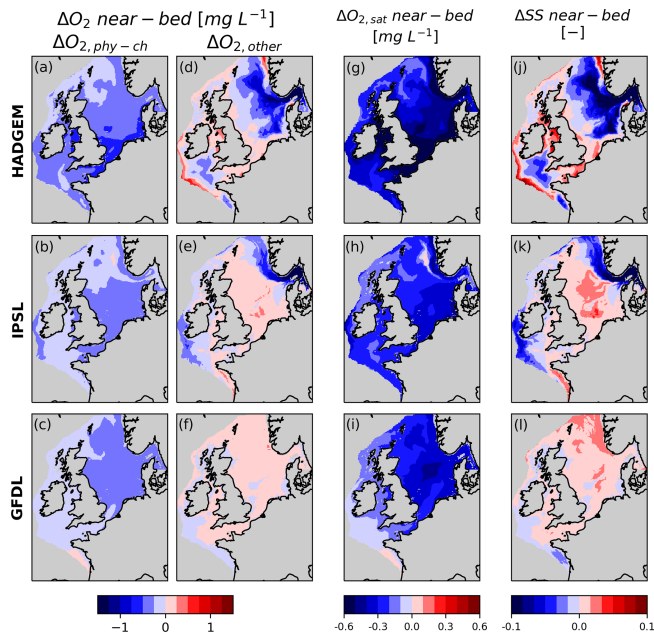 ΔO₂ near−bed [mg L⁻¹]
ΔO₂,phy−ch ΔO₂,other
ΔO₂,sat near−bed
[mg L⁻¹]
ΔSS near−bed
[-]
HADGEM
(a) (d) (g) (j)
IPSL
(b) (e) (h) (k)
GFDL
(c) (f) (i) (l)
−1 0 1
-0.6 -0.3 -0.0 0.3 0.6
-0.1 0.0 0.1